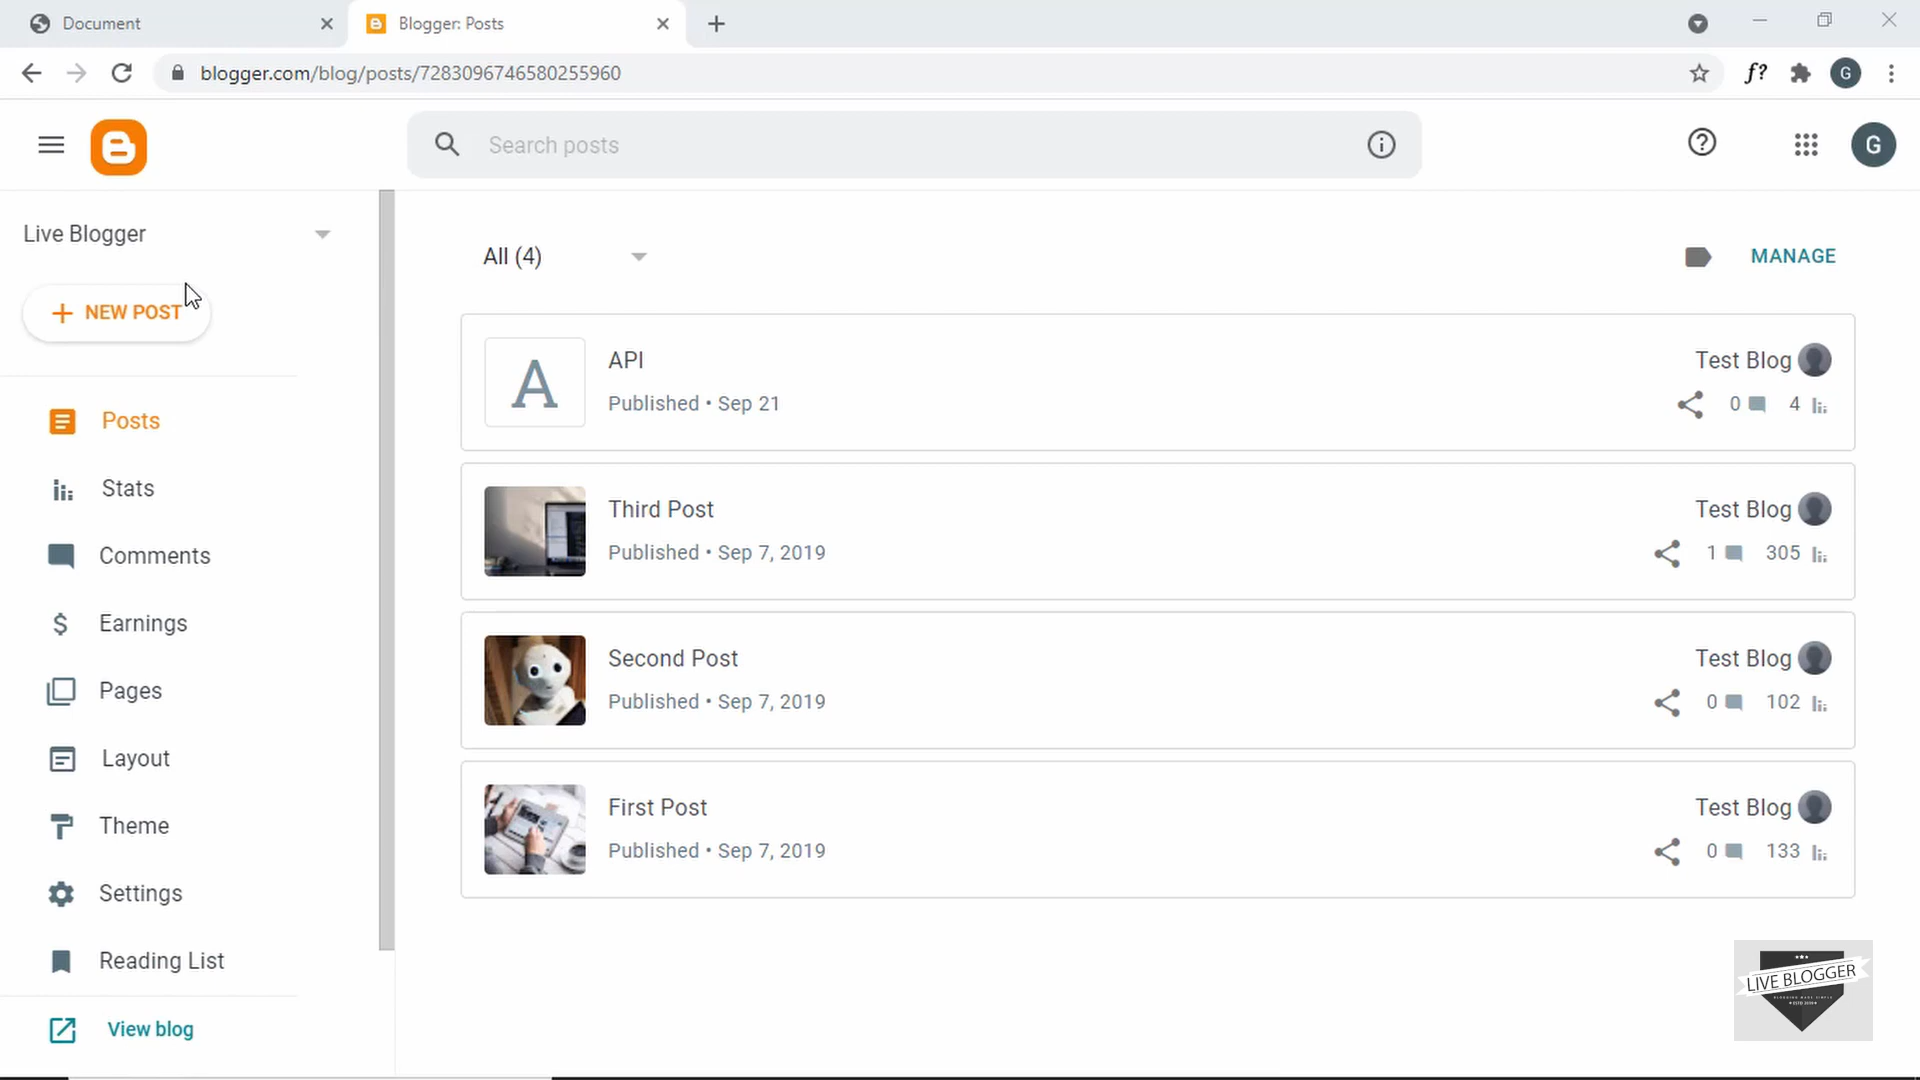 Document
Blogger: Posts
blogger.com/blog/posts/7283096746580255960
f?
G
Search posts
G
Live Blogger
NEW POST
All (4)
MANAGE
Posts
Stats
Comments
Earnings
Pages
Layout
Theme
Settings
Reading List
View blog
A
API
Test Blog
Published • Sep 21
0
4
Third Post
Test Blog
Published • Sep 7, 2019
1
305
Second Post
Test Blog
Published • Sep 7, 2019
0
102
First Post
Test Blog
Published • Sep 7, 2019
0
133
LIVE BLOGGER